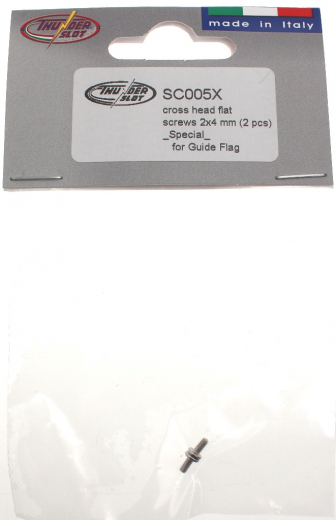 THUNDER
SLOT
made in Italy
THUNDER
SLOT
SC005X
cross head flat
screws 2x4 mm (2 pcs)
_Special_
for Guide Flag